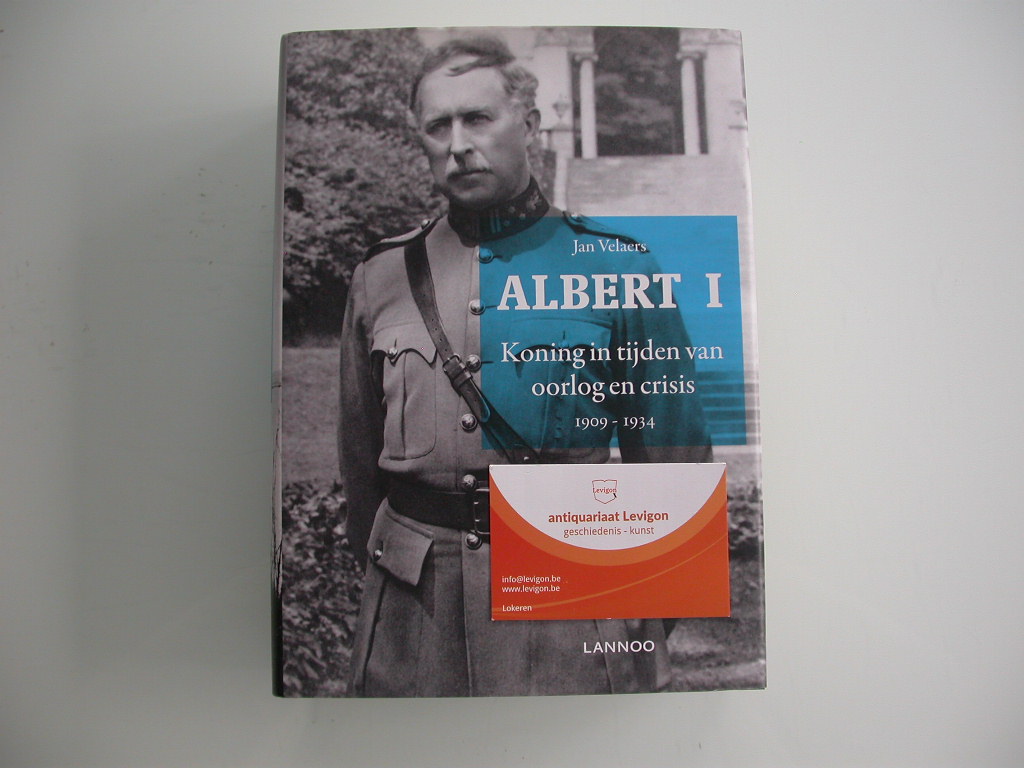 Jan Velaers
ALBERT I
Koning in tijden van
oorlog en crisis
1909 - 1934
Levigon
antiquariaat Levigon
geschiedenis - kunst
info@levigon.be
www.levigon.be
Lokeren
LANNOO